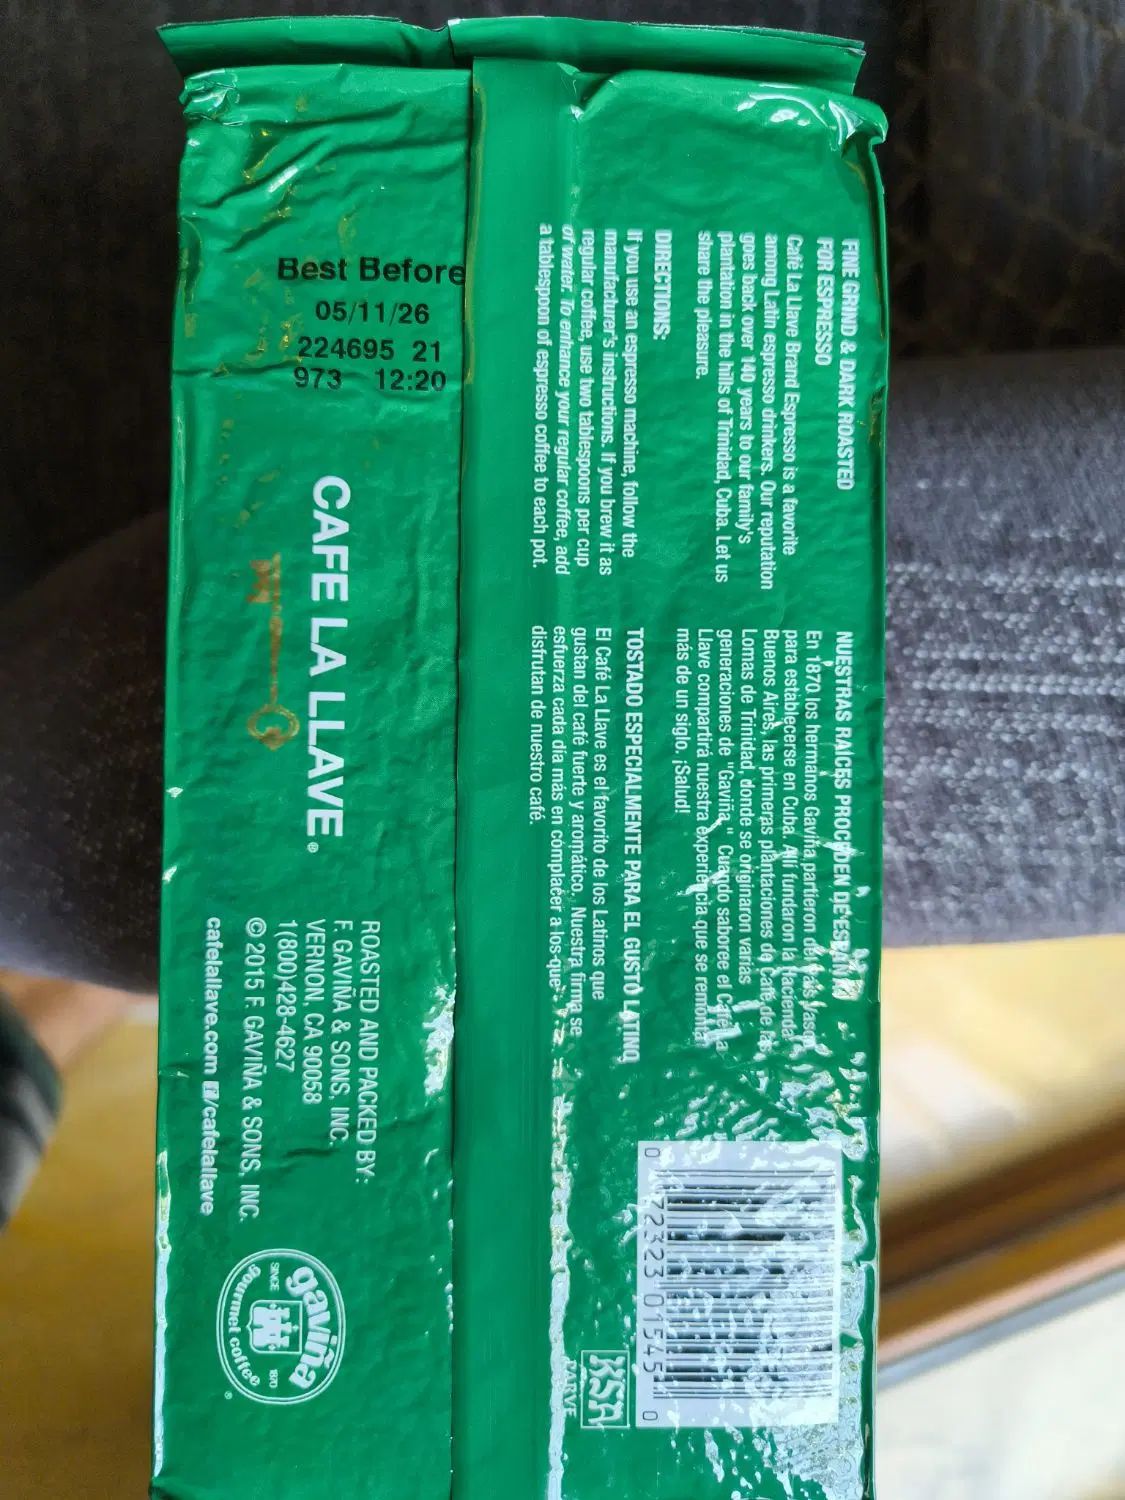 FINE GRIND & DARK ROASTED
FOR ESPRESSO
Café La Llave Brand Espresso is a favorite
among Latin espresso drinkers. Our reputation
goes back over 140 years to our family's
plantation in the hills of Trinidad, Cuba. Let us
share the pleasure.
DIRECTIONS:
If you use an espresso machine, follow the
manufacturer's instructions. If you brew it as
regular coffee, use two tablespoons per cup
of water. To enhance your regular coffee, add
a tablespoon of espresso coffee to each pot.
NUESTRAS RAÍCES PROCEDEN DE ESPAÑA
En 1870 los hermanos Gaviña partieron del País Vasco
para establecerse en Cuba. Allí fundaron la Hacienda
Buenos Aires, las primeras plantaciones de Café de las
Lomas de Trinidad, donde se originaron varias
generaciones de "Gaviña." Cuando saboree el Café La
Llave compartirá nuestra experiencia que se remonta
más de un siglo, ¡Salud!
TOSTADO ESPECIALMENTE PARA EL GUSTO LATINO
El Café La Llave es el favorito de los Latinos que
gustan del café fuerte y aromático. Nuestra firma se
esfuerza cada día más en complacer a los que
disfrutan de nuestro café.
0 72323 01545 0
KSA
PARVE
Best Before
05/11/26
224695 21
973 12:20
CAFE LA LLAVE®
ROASTED AND PACKED BY:
F. GAVIÑA & SONS, INC.
VERNON, CA 90058
1(800)428-4627
© 2015 F. GAVIÑA & SONS, INC.
cafelallave.com f/cafelallave
gaviña
SINCE 1870
gourmet coffee®